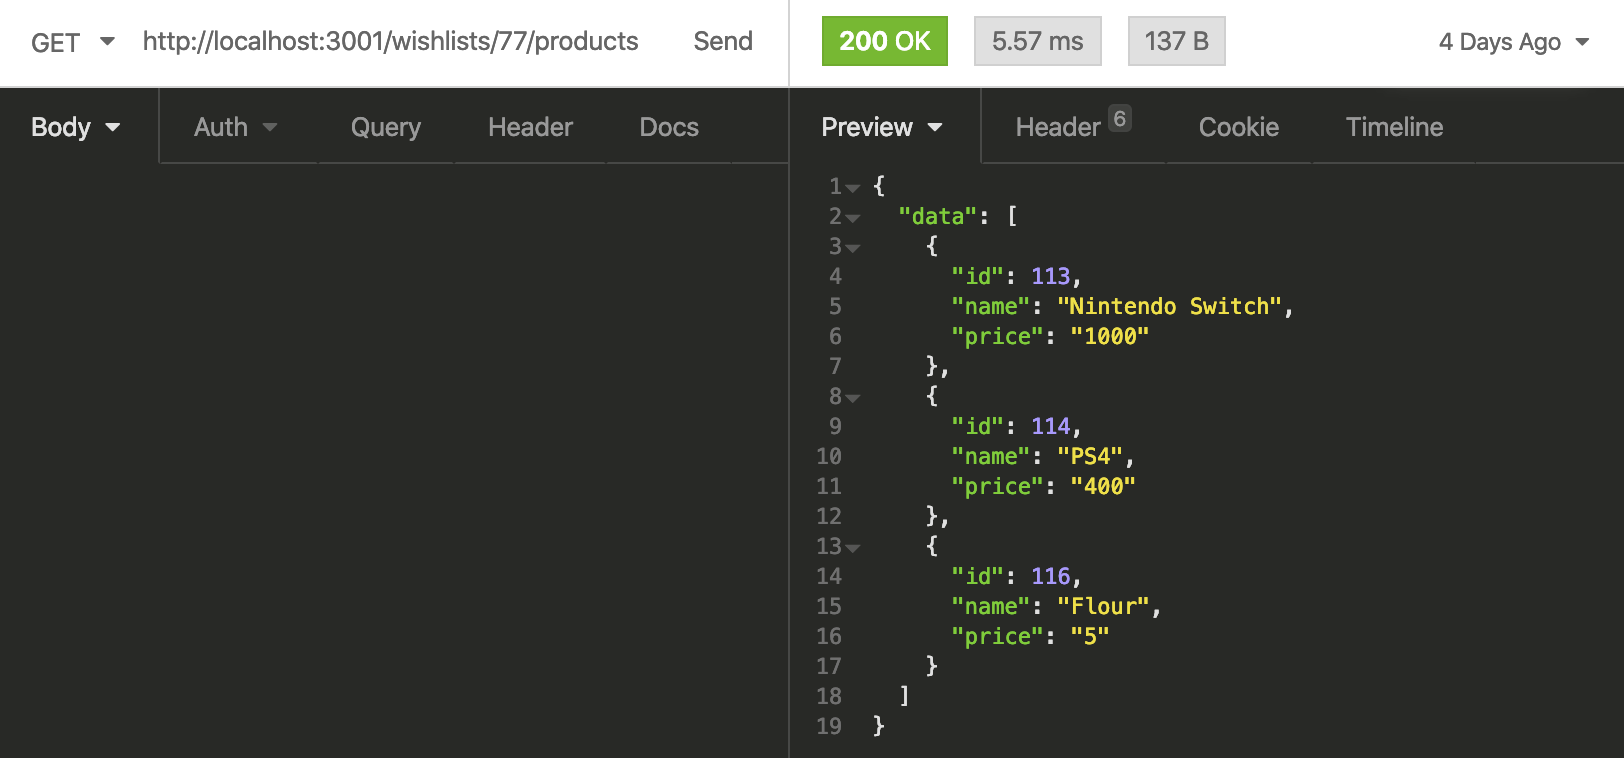 GET http://localhost:3001/wishlists/77/products Send
200 OK 5.57 ms 137 B 4 Days Ago
Body Auth Query Header Docs
Preview Header 6 Cookie Timeline
1 {
2 "data": [
3 {
4 "id": 113,
5 "name": "Nintendo Switch",
6 "price": "1000"
7 },
8 {
9 "id": 114,
10 "name": "PS4",
11 "price": "400"
12 },
13 {
14 "id": 116,
15 "name": "Flour",
16 "price": "5"
17 }
18 ]
19 }